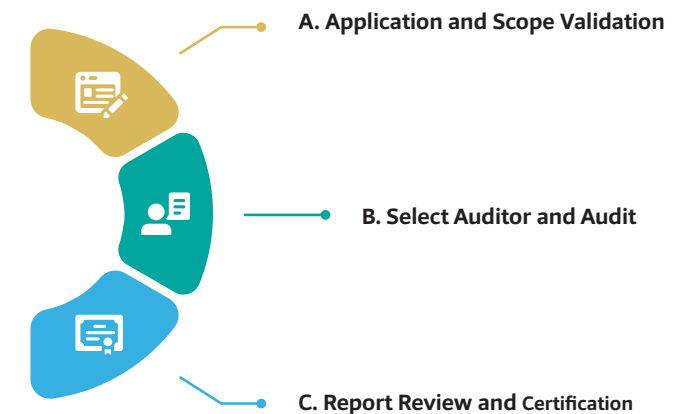 A. Application and Scope Validation
B. Select Auditor and Audit
C. Report Review and Certification